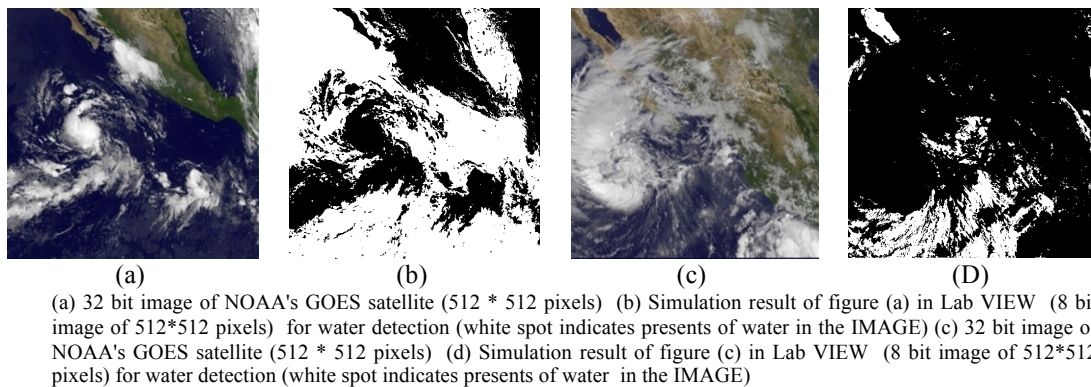 (a) (b) (c) (D)
(a) 32 bit image of NOAA's GOES satellite (512 * 512 pixels) (b) Simulation result of figure (a) in Lab VIEW (8 bi
image of 512*512 pixels) for water detection (white spot indicates presents of water in the IMAGE) (c) 32 bit image o
NOAA's GOES satellite (512 * 512 pixels) (d) Simulation result of figure (c) in Lab VIEW (8 bit image of 512*512
pixels) for water detection (white spot indicates presents of water in the IMAGE)